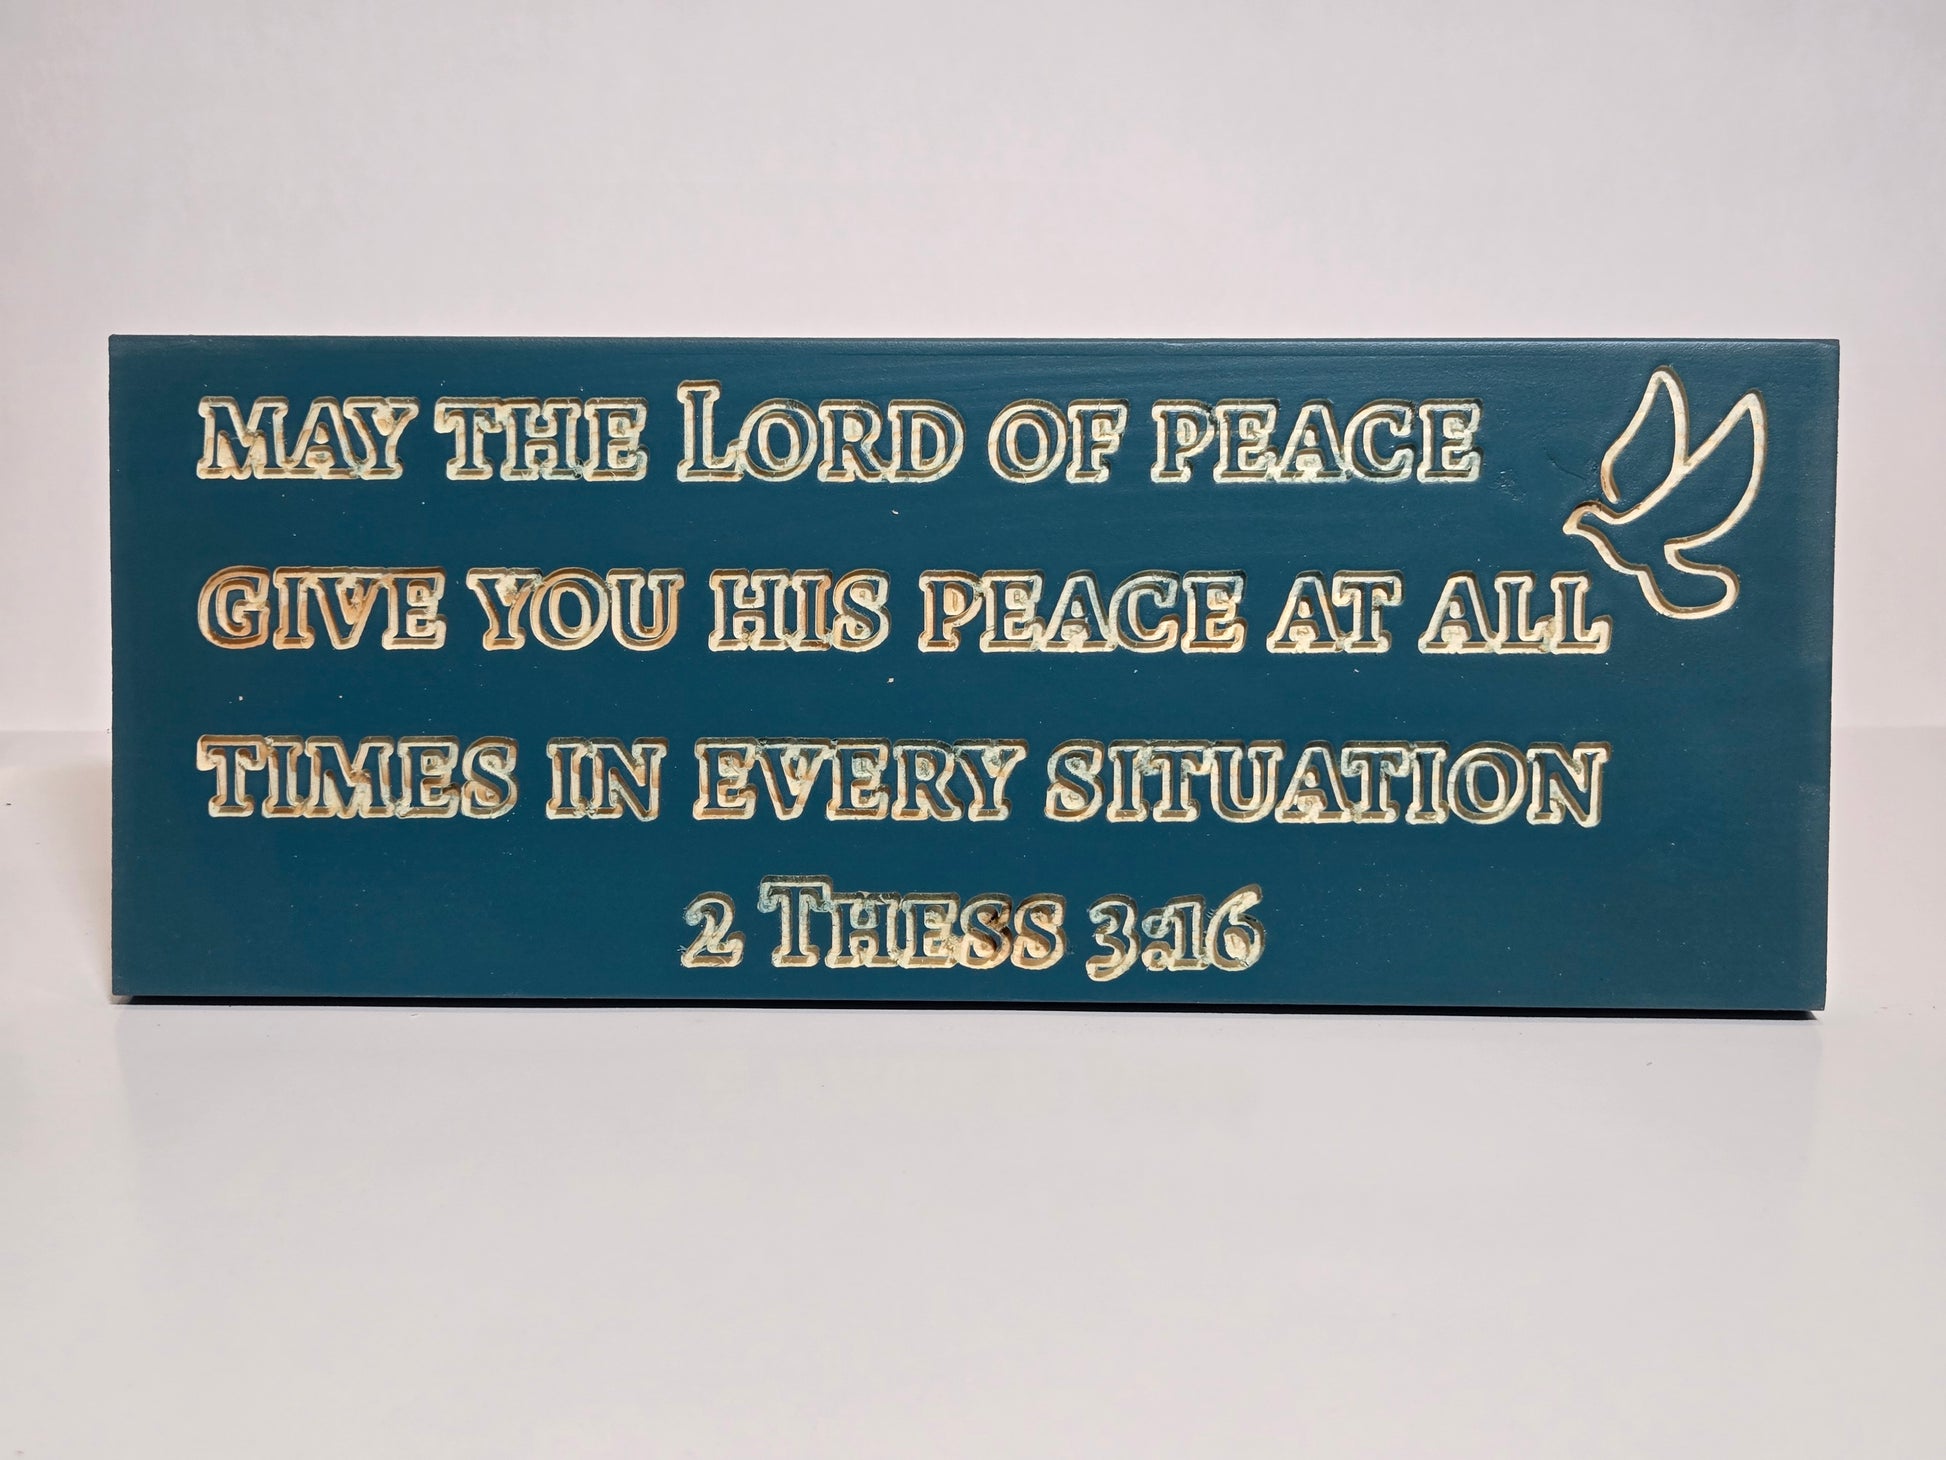 MAY THE LORD OF PEACE
GIVE YOU HIS PEACE AT ALL
TIMES IN EVERY SITUATION
2 THESS 3:16